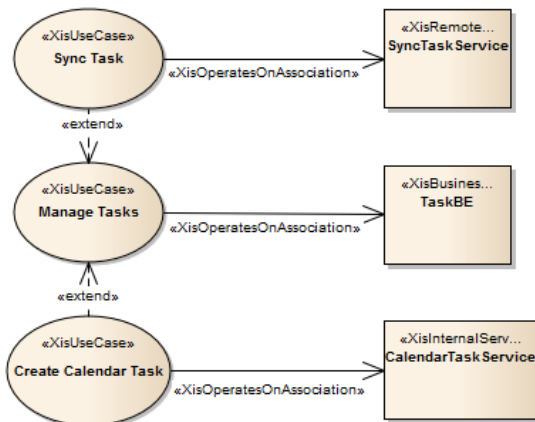 «XisUseCase»
Sync Task
«XisRemote...
SyncTaskService
«XisOperatesOnAssociation»
«extend»
«XisUseCase»
Manage Tasks
«XisBusines...
TaskBE
«XisOperatesOnAssociation»
«extend»
«XisUseCase»
Create Calendar Task
«XisInternalServ...
CalendarTaskService
«XisOperatesOnAssociation»